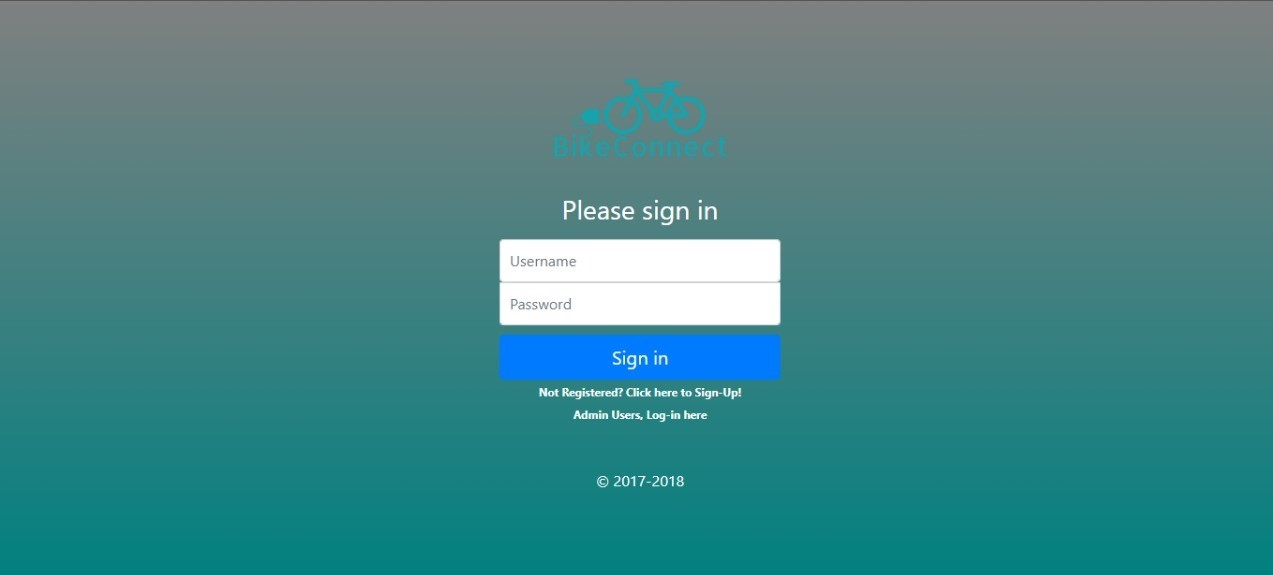 BikeConnect
Please sign in
Username
Password
Sign in
Not Registered? Click here to Sign-Up!
Admin Users, Log-in here
© 2017-2018